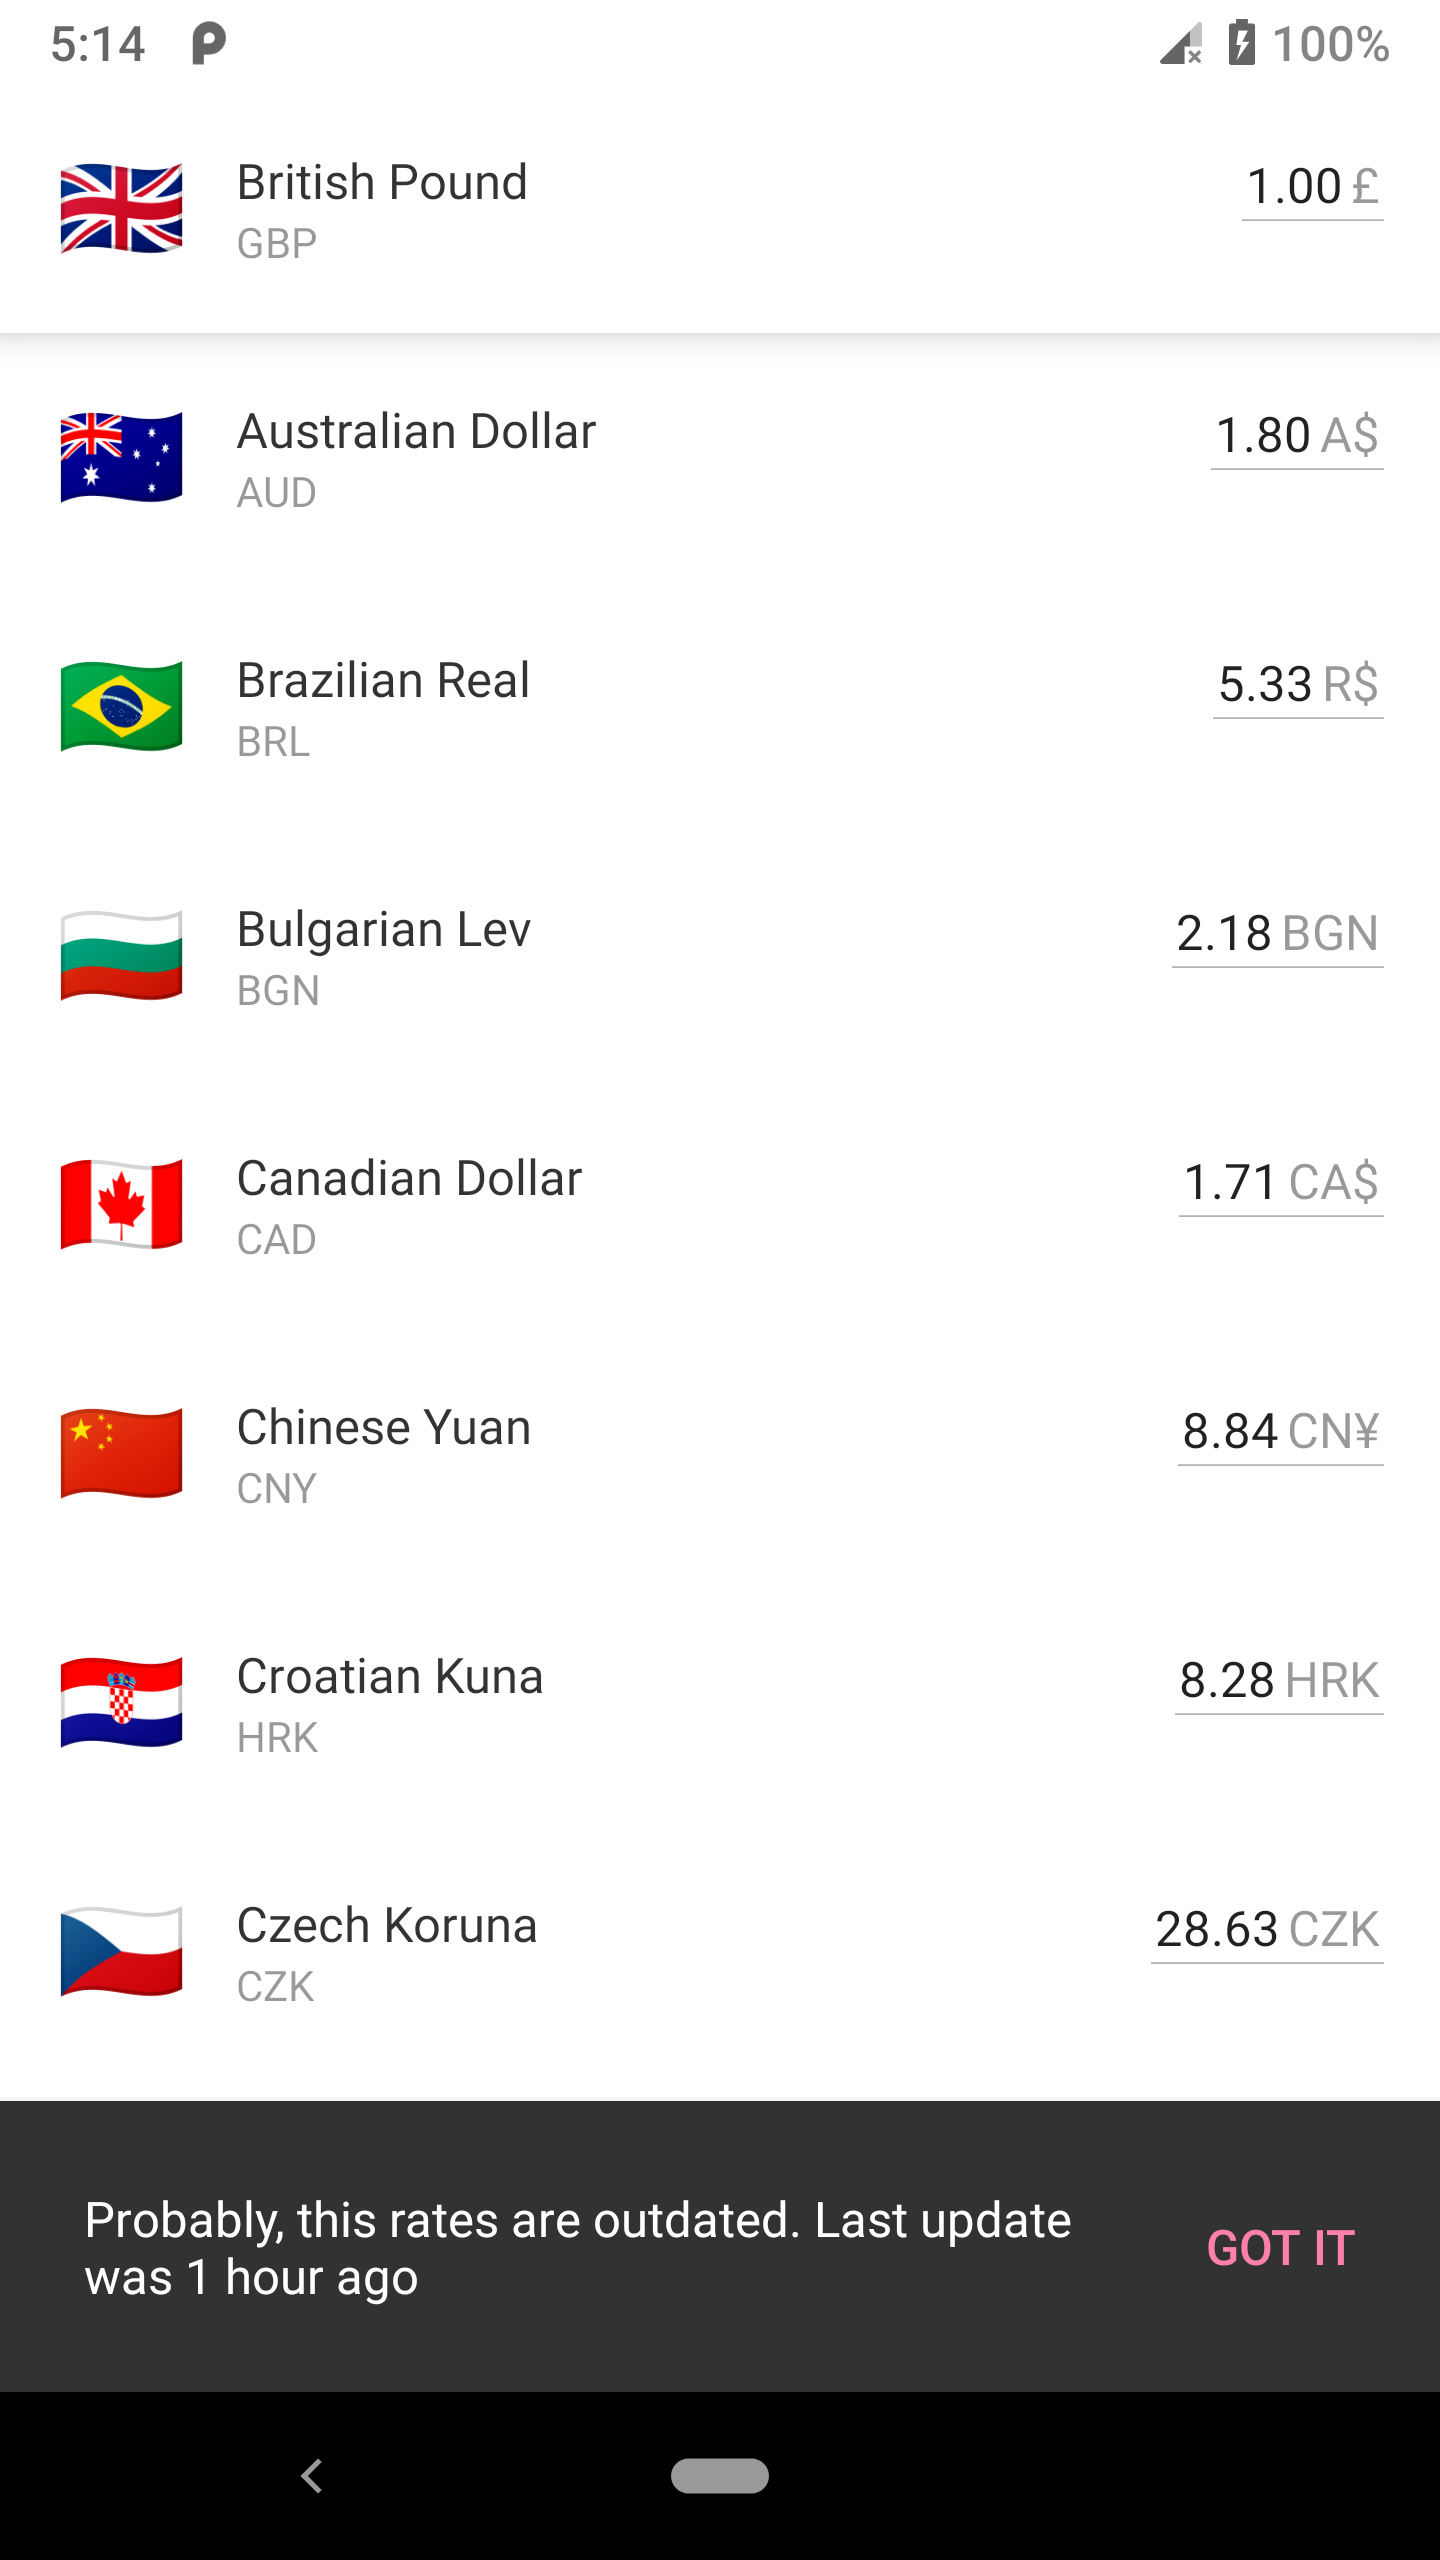 5:14 100%
British Pound 1.00 £
GBP
Australian Dollar 1.80 A$
AUD
Brazilian Real 5.33 R$
BRL
Bulgarian Lev 2.18 BGN
BGN
Canadian Dollar 1.71 CA$
CAD
Chinese Yuan 8.84 CN¥
CNY
Croatian Kuna 8.28 HRK
HRK
Czech Koruna 28.63 CZK
CZK
Probably, this rates are outdated. Last update
was 1 hour ago
GOT IT